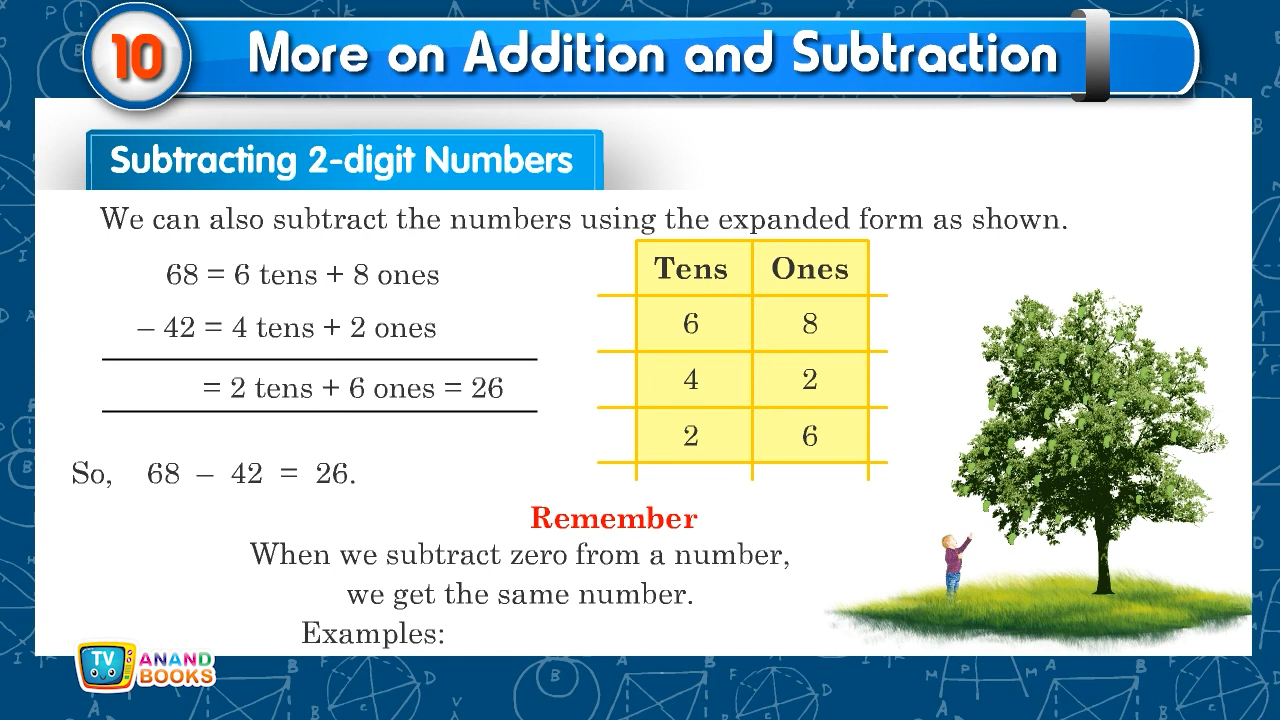 10
More on Addition and Subtraction
Subtracting 2-digit Numbers
We can also subtract the numbers using the expanded form as shown.
68 = 6 tens + 8 ones
– 42 = 4 tens + 2 ones
= 2 tens + 6 ones = 26
Tens Ones
6 8
4 2
2 6
So, 68 – 42 = 26.
Remember
When we subtract zero from a number,
we get the same number.
Examples:
TV
ANAND
BOOKS